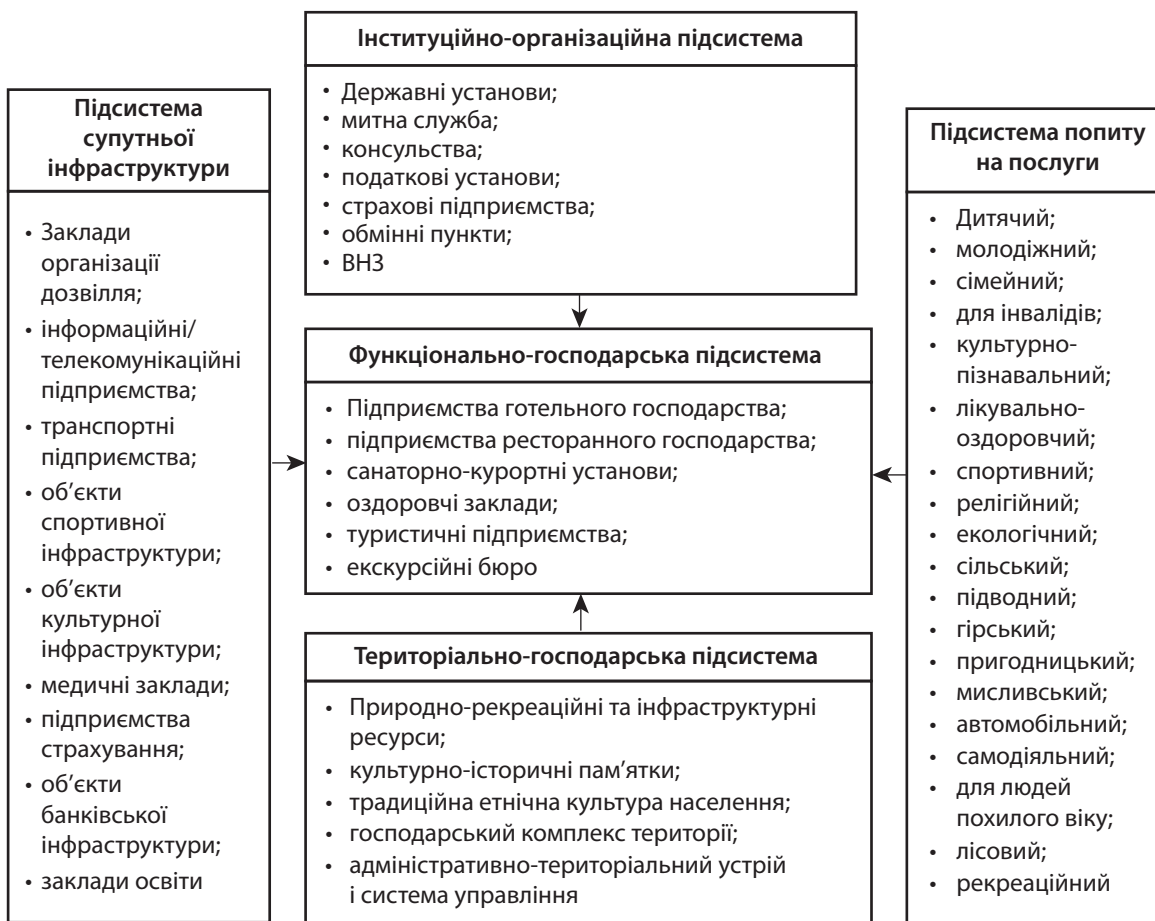 Інституційно-організаційна підсистема
• Державні установи;
• митна служба;
• консульства;
• податкові установи;
• страхові підприємства;
• обмінні пункти;
• ВНЗ
Підсистема
супутньої
інфраструктури
• Заклади
організації
дозвілля;
• інформаційні/
телекомунікаційні
підприємства;
• транспортні
підприємства;
• об’єкти
спортивної
інфраструктури;
• об’єкти
культурної
інфраструктури;
• медичні заклади;
• підприємства
страхування;
• об’єкти
банківської
інфраструктури;
• заклади освіти
Функціонально-господарська підсистема
• Підприємства готельного господарства;
• підприємства ресторанного господарства;
• санаторно-курортні установи;
• оздоровчі заклади;
• туристичні підприємства;
• екскурсійні бюро
Територіально-господарська підсистема
• Природно-рекреаційні та інфраструктурні
ресурси;
• культурно-історичні пам’ятки;
• традиційна етнічна культура населення;
• господарський комплекс території;
• адміністративно-територіальний устрій
і система управління
Підсистема попиту
на послуги
• Дитячий;
• молодіжний;
• сімейний;
• для інвалідів;
• культурно-
пізнавальний;
• лікувально-
оздоровчий;
• спортивний;
• релігійний;
• екологічний;
• сільський;
• підводний;
• гірський;
• пригодницький;
• мисливський;
• автомобільний;
• самодіяльний;
• для людей
похилого віку;
• лісовий;
• рекреаційний